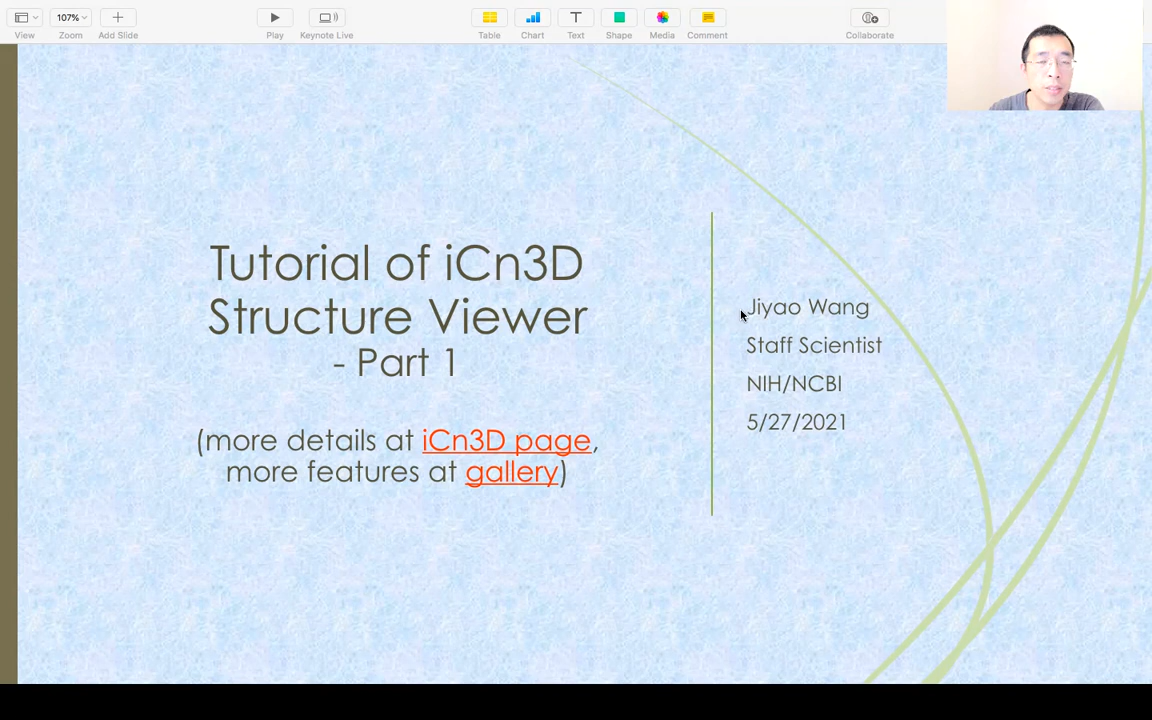 View
107%
Zoom
Add Slide
Play
Keynote Live
Table
Chart
Text
Shape
Media
Comment
Collaborate
Tutorial of iCn3D
Structure Viewer
- Part 1
(more details at iCn3D page,
more features at gallery)
Jiyao Wang
Staff Scientist
NIH/NCBI
5/27/2021